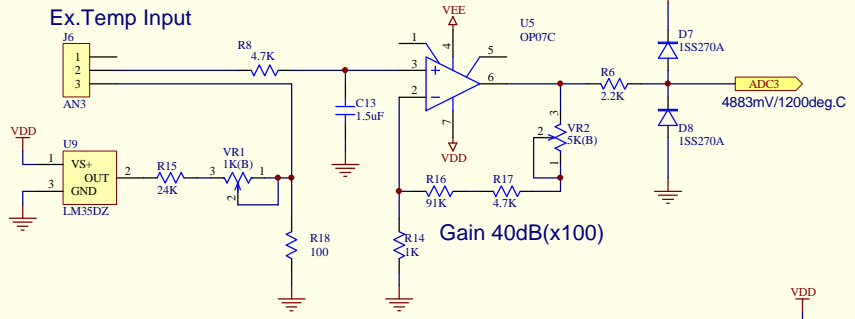 Ex.Temp Input
J6
1
2
3
AN3
R8
4.7K
C13
1.5uF
VEE
U5
OP07C
1
4
5
3
6
2
7
VDD
R6
2.2K
D7
1SS270A
ADC3
4883mV/1200deg.C
D8
1SS270A
3
2
VR2
5K(B)
1
VDD
U9
1
VS+
OUT
2
3
GND
LM35DZ
R15
24K
VR1
1K(B)
3
1
2
R18
100
R16
91K
R17
4.7K
R14
1K
Gain 40dB(x100)
VDD